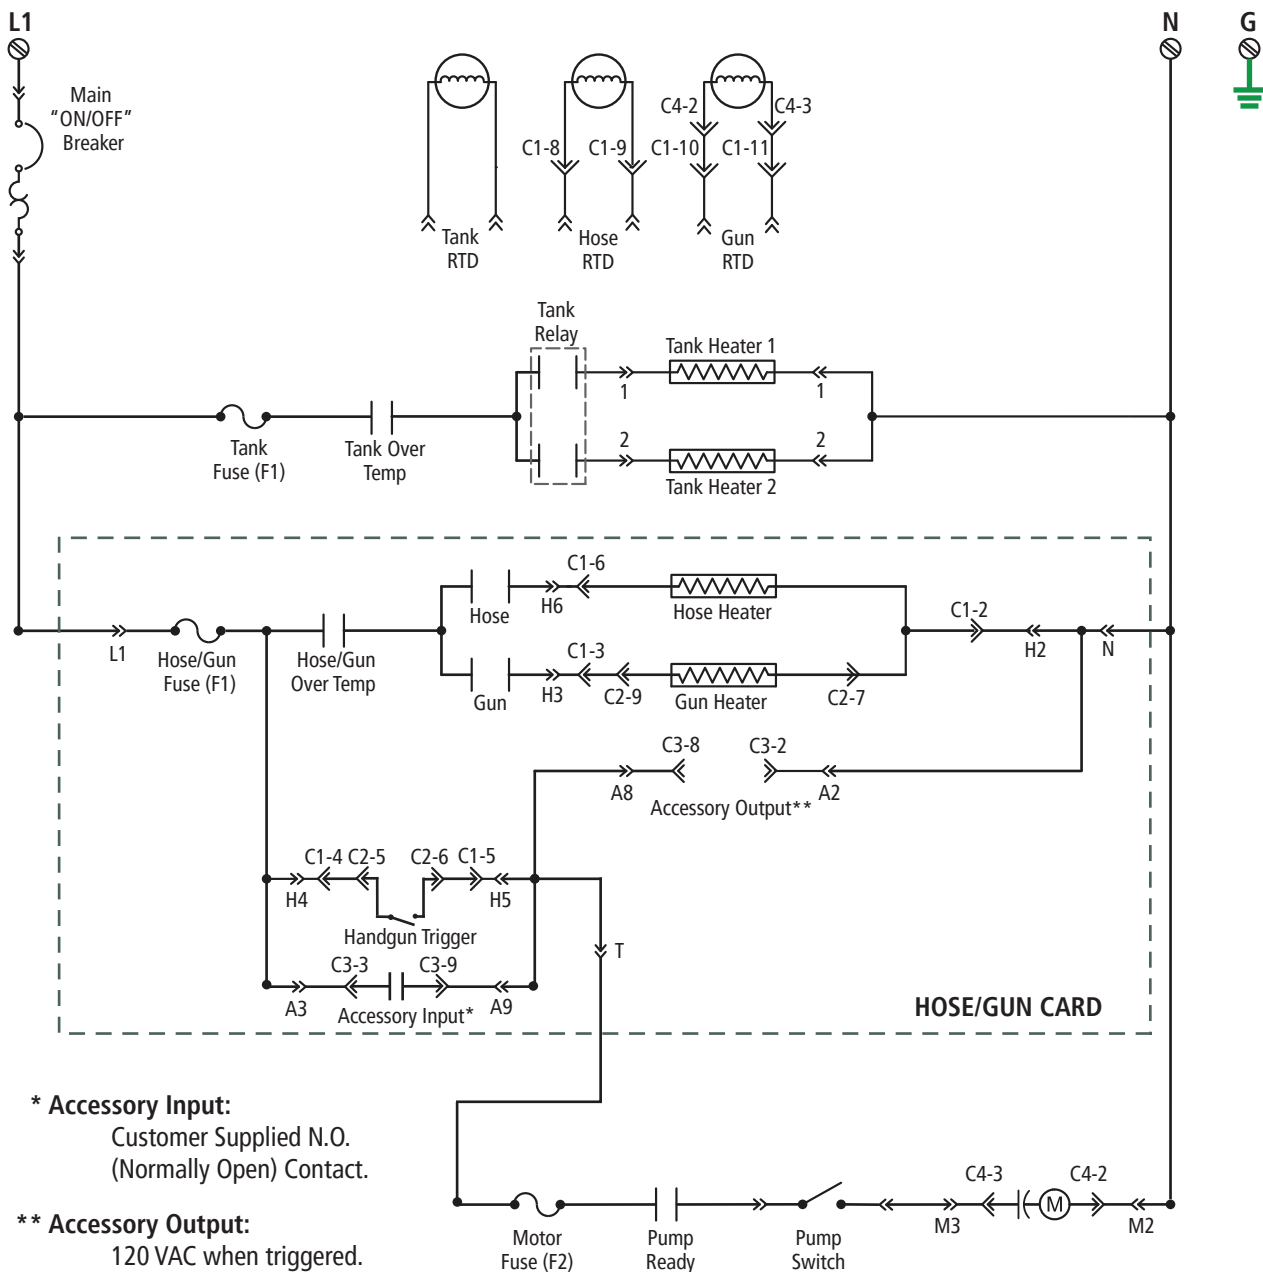 L1
N
G
Main
"ON/OFF"
Breaker
C4-2
C4-3
C1-8
C1-9
C1-10
C1-11
Tank
RTD
Hose
RTD
Gun
RTD
Tank
Relay
Tank Heater 1
1
1
Tank
Fuse (F1)
Tank Over
Temp
2
2
Tank Heater 2
C1-6
Hose
H6
Hose Heater
C1-2
L1
Hose/Gun
Fuse (F1)
Hose/Gun
Over Temp
H2
N
C1-3
Gun
H3
C2-9
Gun Heater
C2-7
C3-8
C3-2
A8
Accessory Output**
A2
C1-4
C2-5
C2-6
C1-5
H4
H5
Handgun Trigger
T
C3-3
C3-9
A3
Accessory Input*
A9
HOSE/GUN CARD
* Accessory Input:
Customer Supplied N.O.
(Normally Open) Contact.
** Accessory Output:
120 VAC when triggered.
C4-3
C4-2
M
M3
M2
Motor
Fuse (F2)
Pump
Ready
Pump
Switch